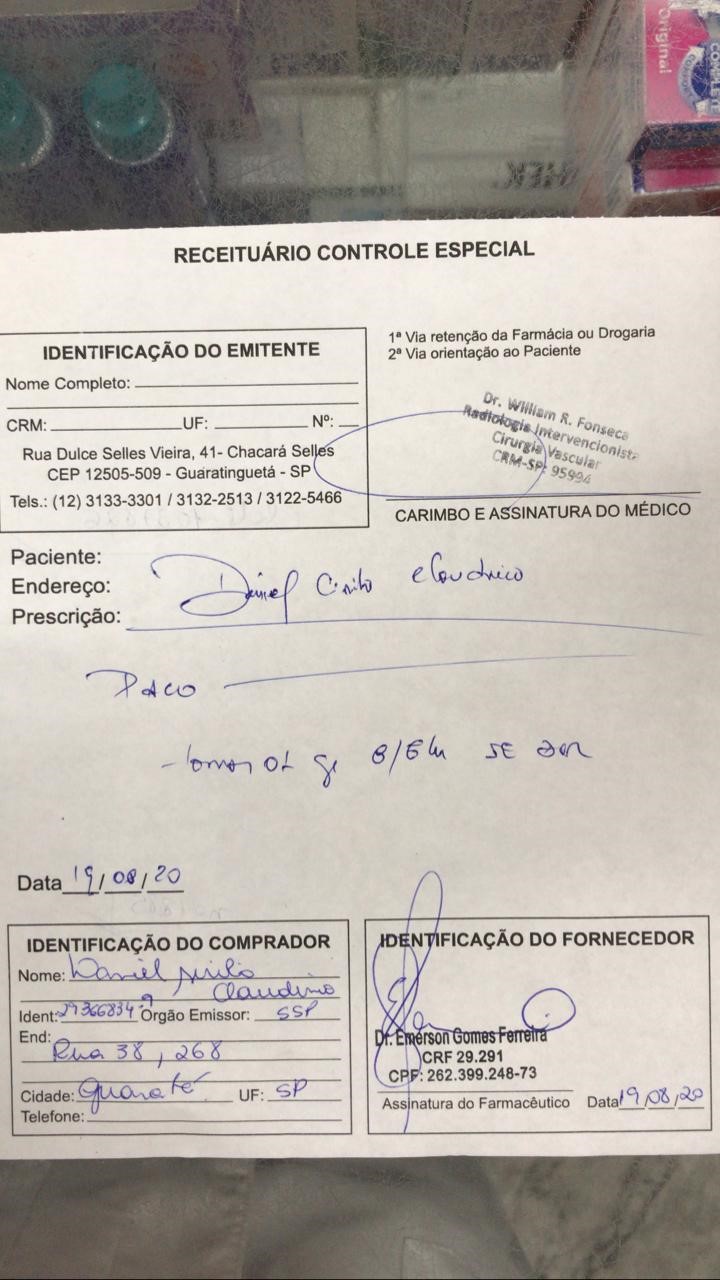 Original
COMPLETE
HEK.
RECEITUÁRIO CONTROLE ESPECIAL
IDENTIFICAÇÃO DO EMITENTE
Nome Completo:
CRM: UF: Nº:
Rua Dulce Selles Vieira, 41- Chacará Selles
CEP 12505-509 - Guaratinguetá - SP
Tels.: (12) 3133-3301 / 3132-2513 / 3122-5466
1ª Via retenção da Farmácia ou Drogaria
2ª Via orientação ao Paciente
Dr. William R. Fonseca
Radiologia Intervencionista
Cirurgia Vascular
CRM-SP: 95994
CARIMBO E ASSINATURA DO MÉDICO
Paciente:
Endereço:
Prescrição:
Daniel Cirilo
PACO
- tomar 01 8/8h SE DOR
Data 19/08/20
IDENTIFICAÇÃO DO COMPRADOR
Nome: Daniel Cirilo
Claudino
Ident: 29366834-9 Órgão Emissor: SSP
End:
Rua 38, 268
Cidade: Guaratá UF: SP
Telefone:
IDENTIFICAÇÃO DO FORNECEDOR
Dr. Emerson Gomes Ferreira
CRF 29.291
CPF: 262.399.248-73
Assinatura do Farmacêutico Data 19/08/20